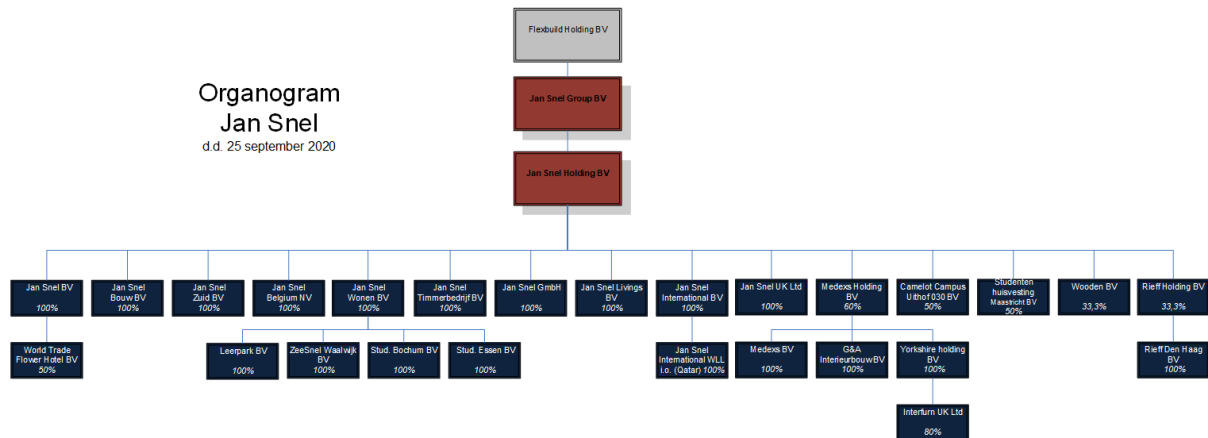 Flexbuild Holding BV
Organogram
Jan Snel
d.d. 25 september 2020
Jan Snel Group BV
Jan Snel Holding BV
Jan Snel BV
100%
Jan Snel
Bouw BV
100%
Jan Snel
Zuid BV
100%
Jan Snel
Belgium NV
100%
Jan Snel
Wonen BV
100%
Jan Snel
Timmerbedrijf BV
100%
Jan Snel GmbH
100%
Jan Snel Livings
BV
100%
Jan Snel
International BV
100%
Jan Snel UK Ltd
100%
Medexs Holding
BV
60%
Camelot Campus
Uithof 030 BV
50%
Studenten
huisvesting
Maastricht BV
50%
Wooden BV
33,3%
Rieff Holding BV
33,3%
World Trade
Flower Hotel BV
50%
Leerpark BV
100%
ZeeSnel Waalwijk
BV
100%
Stud. Bochum BV
100%
Stud. Essen BV
100%
Jan Snel
International WLL
i.o. (Qatar) 100%
Medexs BV
100%
G&A
Interieurbouw BV
100%
Yorkshire holding
BV
100%
Rieff Den Haag
BV
100%
Interfurn UK Ltd
80%